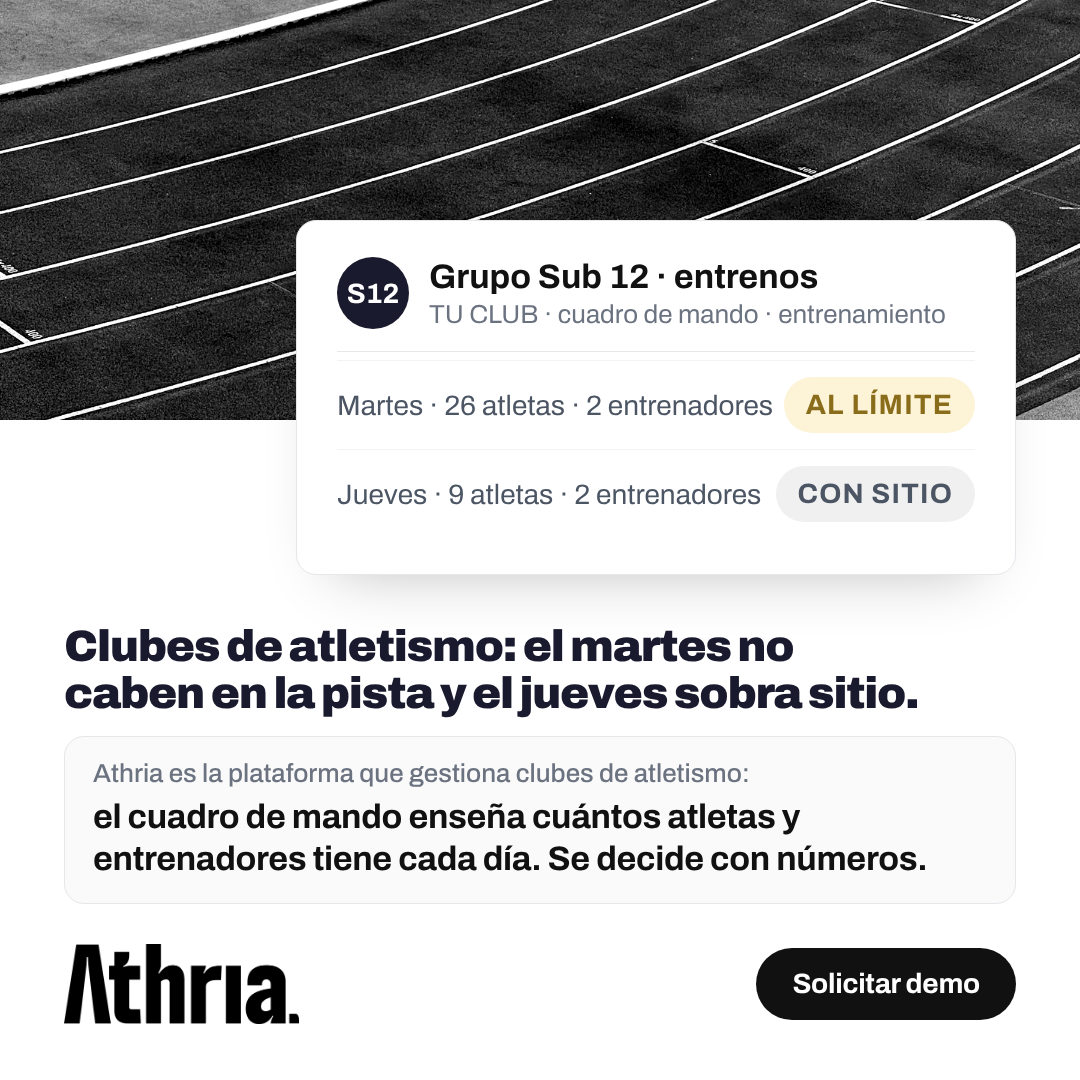 S12
Grupo Sub 12 · entrenos
TU CLUB · cuadro de mando · entrenamiento
Martes · 26 atletas · 2 entrenadores
AL LÍMITE
Jueves · 9 atletas · 2 entrenadores
CON SITIO
Clubes de atletismo: el martes no
caben en la pista y el jueves sobra sitio.
Athria es la plataforma que gestiona clubes de atletismo:
el cuadro de mando enseña cuántos atletas y
entrenadores tiene cada día. Se decide con números.
Athria.
Solicitar demo